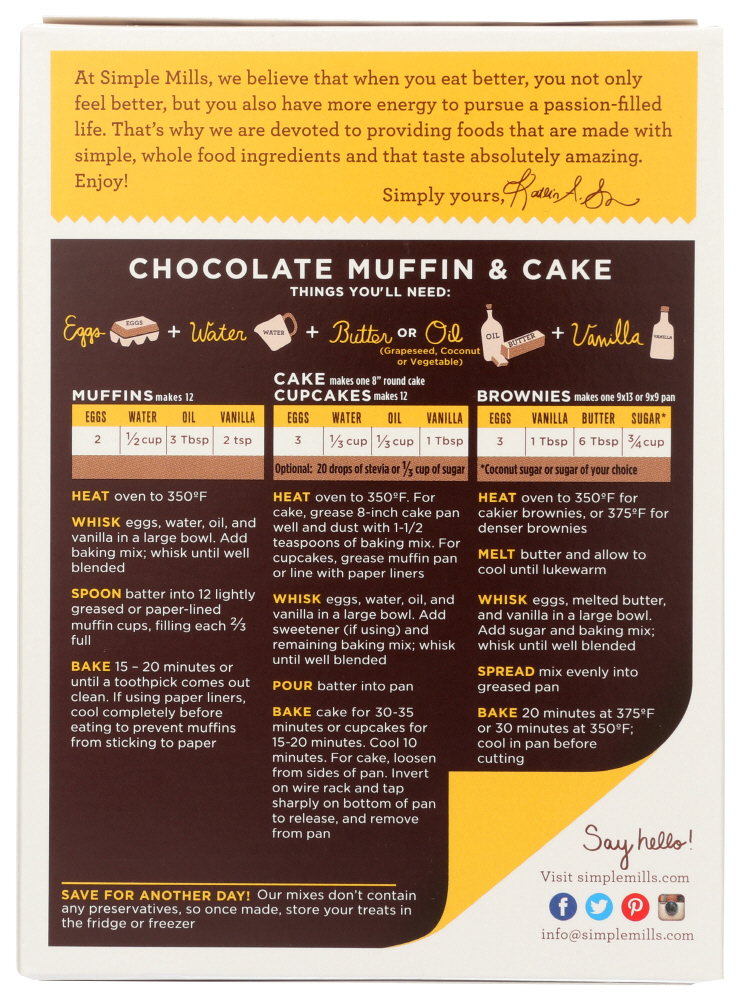 At Simple Mills, we believe that when you eat better, you not only
feel better, but you also have more energy to pursue a passion-filled
life. That's why we are devoted to providing foods that are made with
simple, whole food ingredients and that taste absolutely amazing.
Enjoy!
Simply yours,
CHOCOLATE MUFFIN & CAKE
THINGS YOU'LL NEED:
Eggs EGGS + Water WATER + Butter OR Oil OIL BUTTER + Vanilla VANILLA
(Grapeseed, Coconut
or Vegetable)
MUFFINS makes 12
EGGS WATER OIL VANILLA
2 1/2 cup 3 Tbsp 2 tsp
HEAT oven to 350ºF
WHISK eggs, water, oil, and
vanilla in a large bowl. Add
baking mix; whisk until well
blended
SPOON batter into 12 lightly
greased or paper-lined
muffin cups, filling each 2/3
full
BAKE 15 – 20 minutes or
until a toothpick comes out
clean. If using paper liners,
cool completely before
eating to prevent muffins
from sticking to paper
CAKE makes one 8" round cake
CUPCAKES makes 12
EGGS WATER OIL VANILLA
3 1/3 cup 1/3 cup 1 Tbsp
Optional: 20 drops of stevia or 1/3 cup of sugar
HEAT oven to 350ºF. For
cake, grease 8-inch cake pan
well and dust with 1-1/2
teaspoons of baking mix. For
cupcakes, grease muffin pan
or line with paper liners
WHISK eggs, water, oil, and
vanilla in a large bowl. Add
sweetener (if using) and
remaining baking mix; whisk
until well blended
POUR batter into pan
BAKE cake for 30-35
minutes or cupcakes for
15-20 minutes. Cool 10
minutes. For cake, loosen
from sides of pan. Invert
on wire rack and tap
sharply on bottom of pan
to release, and remove
from pan
BROWNIES makes one 9x13 or 9x9 pan
EGGS VANILLA BUTTER SUGAR*
3 1 Tbsp 6 Tbsp 3/4 cup
*Coconut sugar or sugar of your choice
HEAT oven to 350ºF for
cakier brownies, or 375ºF for
denser brownies
MELT butter and allow to
cool until lukewarm
WHISK eggs, melted butter,
and vanilla in a large bowl.
Add sugar and baking mix;
whisk until well blended
SPREAD mix evenly into
greased pan
BAKE 20 minutes at 375ºF
or 30 minutes at 350ºF;
cool in pan before
cutting
SAVE FOR ANOTHER DAY! Our mixes don't contain
any preservatives, so once made, store your treats in
the fridge or freezer
Say hello!
Visit simplemills.com
info@simplemills.com